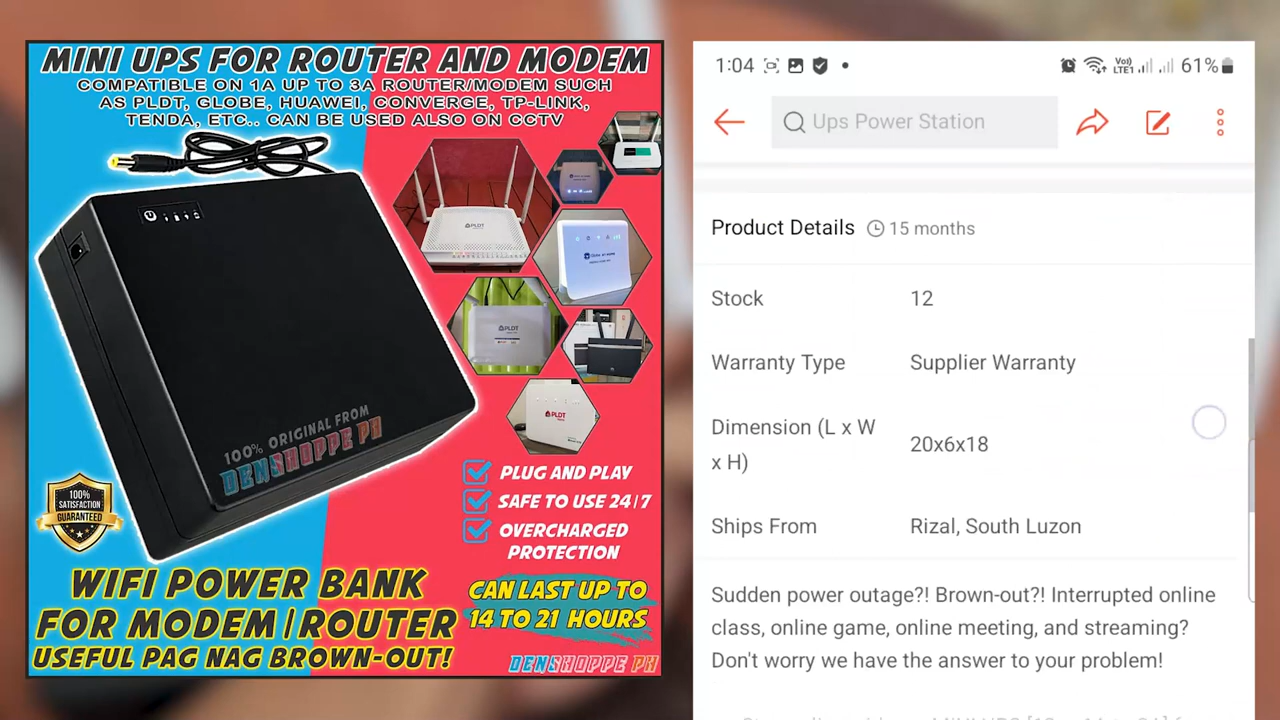 MINI UPS FOR ROUTER AND MODEM
COMPATIBLE ON 1A UP TO 3A ROUTER/MODEM SUCH
AS PLDT, GLOBE, HUAWEI, CONVERGE, TP-LINK,
TENDA, ETC.. CAN BE USED ALSO ON CCTV
PLDT
PLDT
PLDT
100% ORIGINAL FROM
DENSHOPPE PH
100%
SATISFACTION
GUARANTEED
PLUG AND PLAY
SAFE TO USE 24/7
OVERCHARGED
PROTECTION
WIFI POWER BANK
FOR MODEM|ROUTER
USEFUL PAG NAG BROWN-OUT!
CAN LAST UP TO
14 TO 21 HOURS
DENSHOPPE PH
1:04 Vo)) LTE1 61%
Ups Power Station
Product Details 15 months
Stock 12
Warranty Type Supplier Warranty
Dimension (L x W
x H) 20x6x18
Ships From Rizal, South Luzon
Sudden power outage?! Brown-out?! Interrupted online
class, online game, online meeting, and streaming?
Don't worry we have the answer to your problem!